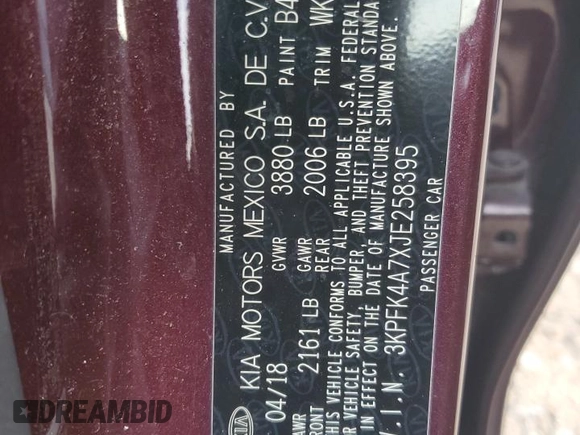 MANUFACTURED BY
KIA KIA MOTORS MEXICO S.A. DE C.V
04/18 GVWR 3880 LB PAINT B4
GAWR
FRONT 2161 LB GAWR REAR 2006 LB TRIM WK
THIS VEHICLE CONFORMS TO ALL APPLICABLE U.S.A. FEDERAL
VEHICLE SAFETY, BUMPER, AND THEFT PREVENTION STANDA
IN EFFECT ON THE DATE OF MANUFACTURE SHOWN ABOVE.
V.I.N. 3KPFK4A7XJE258395
PASSENGER CAR
DREAMBID